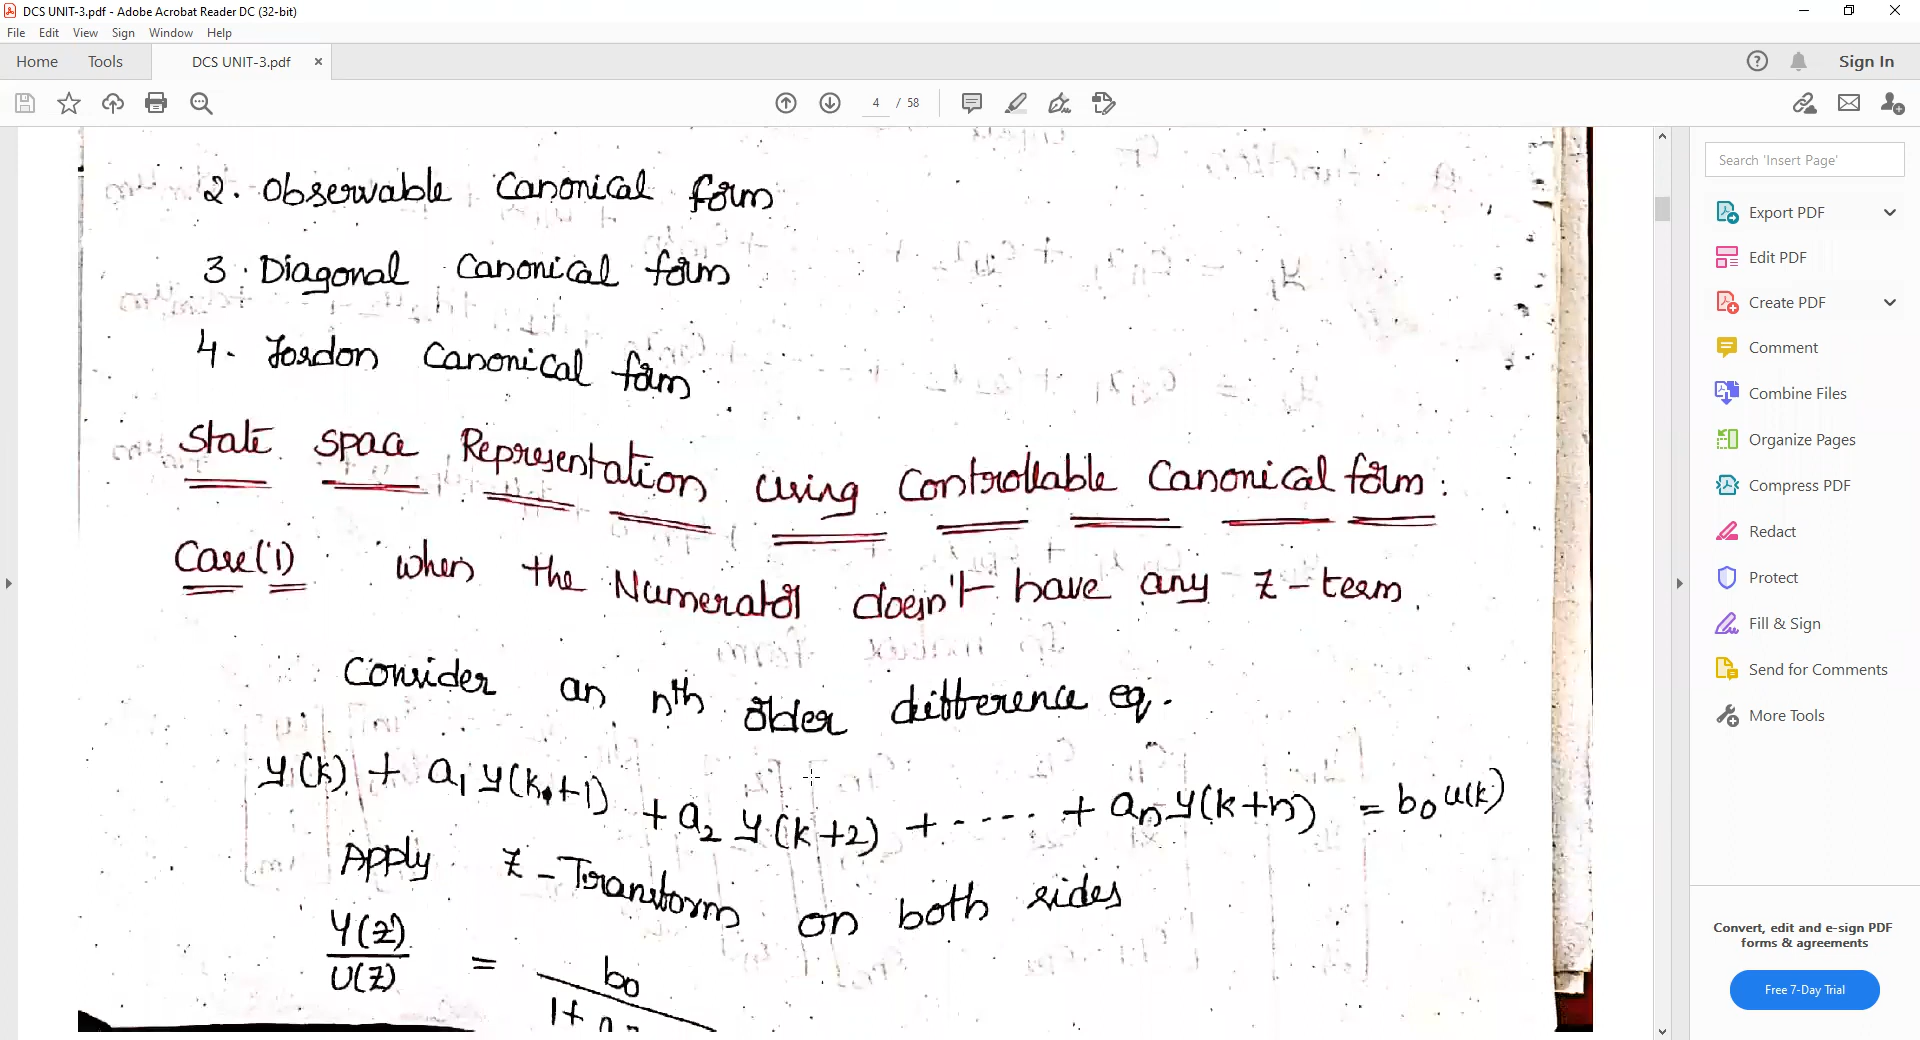 DCS UNIT-3.pdf - Adobe Acrobat Reader DC (32-bit)
File Edit View Sign Window Help
Home Tools DCS UNIT-3.pdf × Sign In
4 / 58
2. Observable Canonical form
3. Diagonal Canonical form
4. Jordon Canonical form
State space Representation using Controllable Canonical form :
Case(1) when the Numerator doesn't have any z-term.
Consider an nth order difference eq.
y(k) + a₁ y(k+1) + a₂ y(k+2) + ---- + aₙ y(k+n) = b₀ u(k)
Apply z-Transform on both sides
Y(z)/U(z) = b₀
1+
Search 'Insert Page'
Export PDF
Edit PDF
Create PDF
Comment
Combine Files
Organize Pages
Compress PDF
Redact
Protect
Fill & Sign
Send for Comments
More Tools
Convert, edit and e-sign PDF
forms & agreements
Free 7-Day Trial